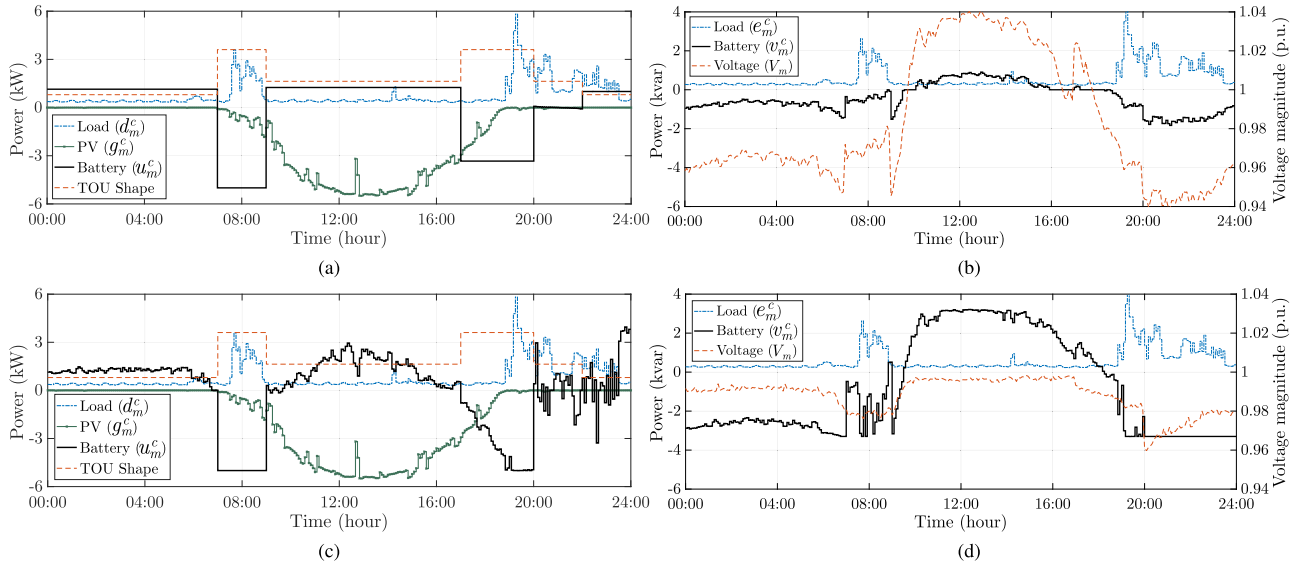 6
3
0
-3
-6
Power (kW)
Load (d_m^c)
PV (g_m^c)
Battery (u_m^c)
TOU Shape
00:00 04:00 08:00 12:00 16:00 20:00 24:00
Time (hour)
(a)
4
2
0
-2
-4
-6
Power (kvar)
Load (e_m^c)
Battery (v_m^c)
Voltage (V_m)
1.04
1.02
1
0.98
0.96
0.94
Voltage magnitude (p.u.)
00:00 04:00 08:00 12:00 16:00 20:00 24:00
Time (hour)
(b)
6
3
0
-3
-6
Power (kW)
Load (d_m^c)
PV (g_m^c)
Battery (u_m^c)
TOU Shape
00:00 04:00 08:00 12:00 16:00 20:00 24:00
Time (hour)
(c)
4
2
0
-2
-4
-6
Power (kvar)
Load (e_m^c)
Battery (v_m^c)
Voltage (V_m)
1.04
1.02
1
0.98
0.96
0.94
Voltage magnitude (p.u.)
00:00 04:00 08:00 12:00 16:00 20:00 24:00
Time (hour)
(d)